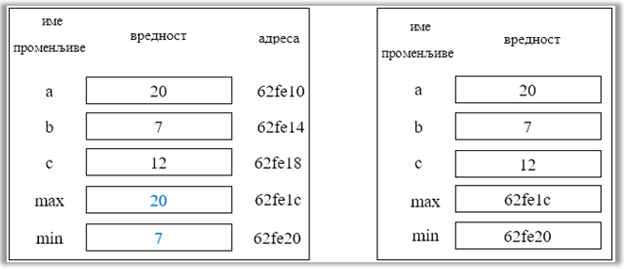 име
променљиве вредност адреса
a 20 62fe10
b 7 62fe14
c 12 62fe18
max 20 62fe1c
min 7 62fe20
име
променљиве вредност
a 20
b 7
c 12
max 62fe1c
min 62fe20